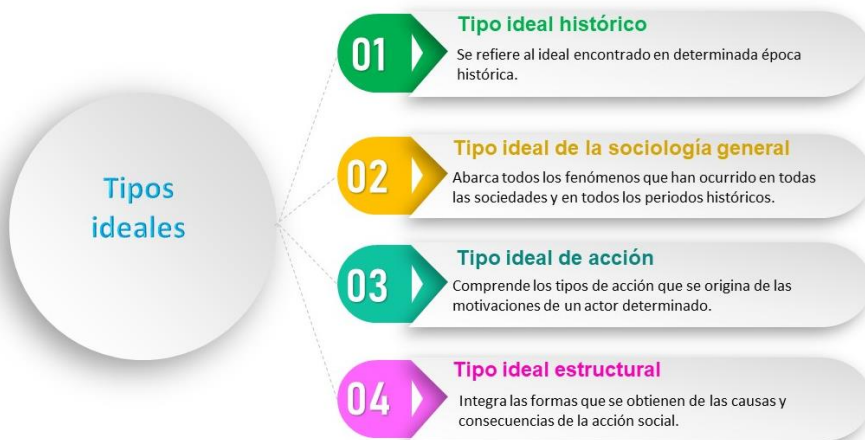 Tipos
ideales
01
Tipo ideal histórico
Se refiere al ideal encontrado en determinada época
histórica.
02
Tipo ideal de la sociología general
Abarca todos los fenómenos que han ocurrido en todas
las sociedades y en todos los periodos históricos.
03
Tipo ideal de acción
Comprende los tipos de acción que se origina de las
motivaciones de un actor determinado.
04
Tipo ideal estructural
Integra las formas que se obtienen de las causas y
consecuencias de la acción social.